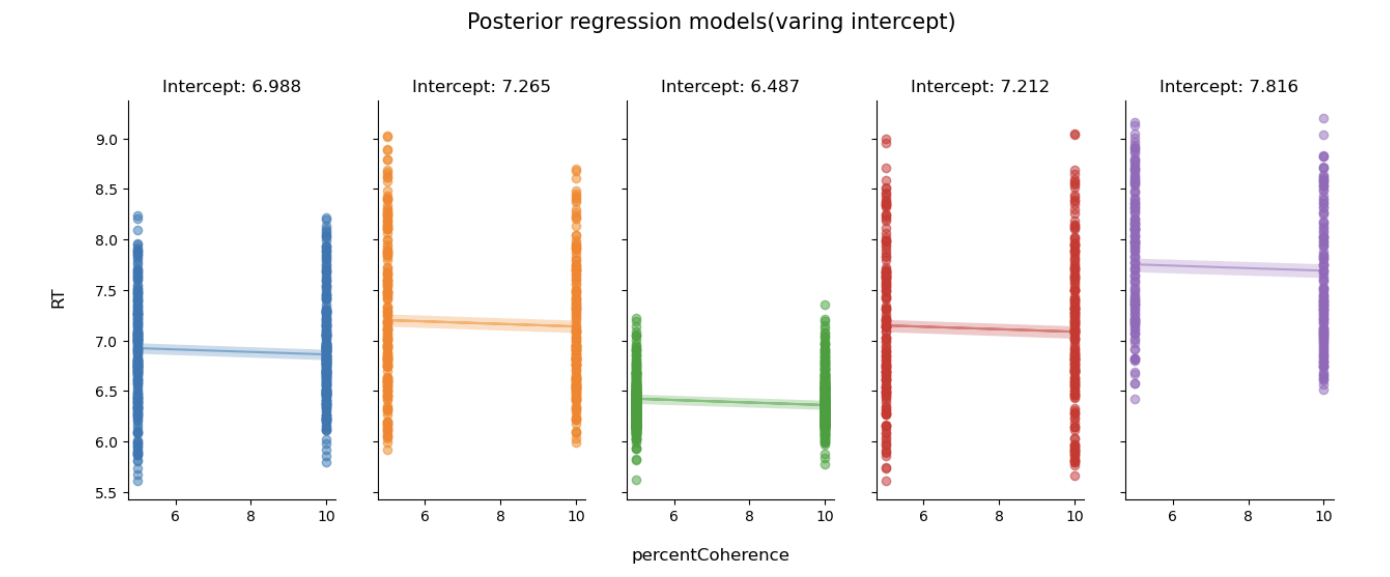 Posterior regression models(varing intercept)
Intercept: 6.988
Intercept: 7.265
Intercept: 6.487
Intercept: 7.212
Intercept: 7.816
RT
9.0
8.5
8.0
7.5
7.0
6.5
6.0
5.5
6 8 10
6 8 10
6 8 10
6 8 10
6 8 10
percentCoherence